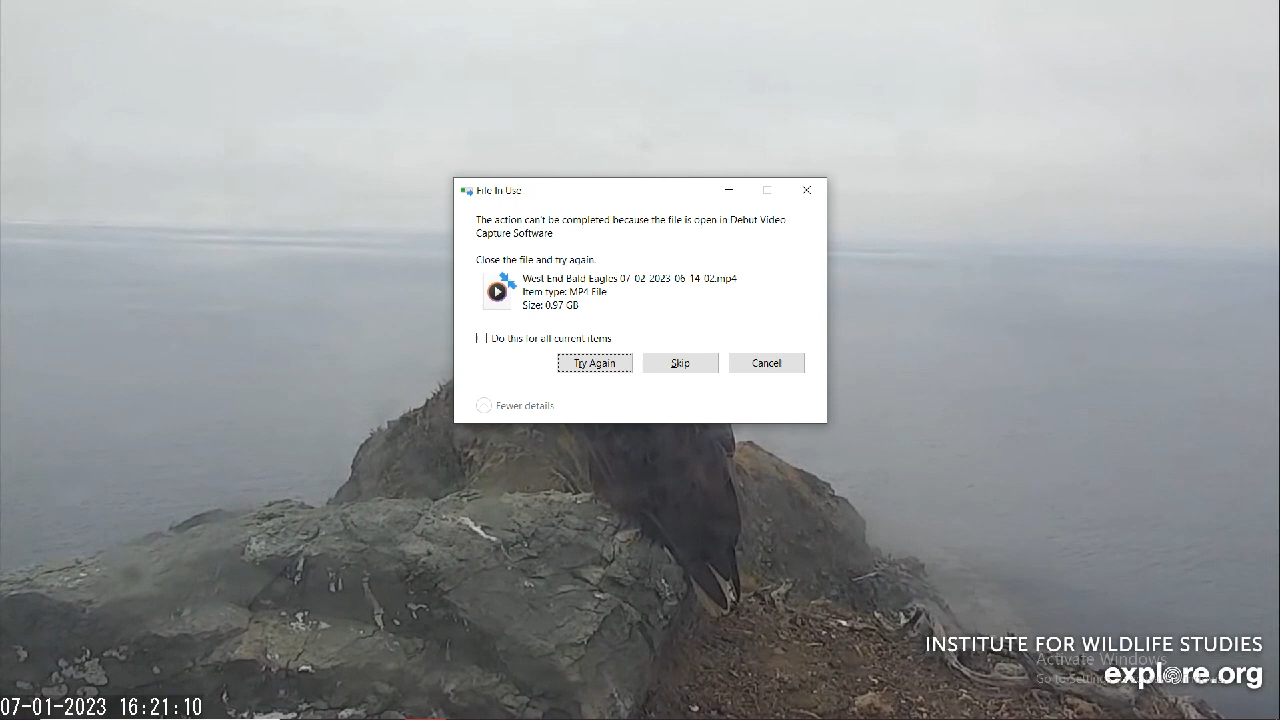 File In Use
The action can't be completed because the file is open in Debut Video
Capture Software
Close the file and try again.
West End Bald Eagles 07-02-2023-06-14-02.mp4
Item type: MP4 File
Size: 0.97 GB
Do this for all current items
Try Again Skip Cancel
Fewer details
INSTITUTE FOR WILDLIFE STUDIES
Activate Windows
explore.org
Go to Settings
07-01-2023 16:21:10